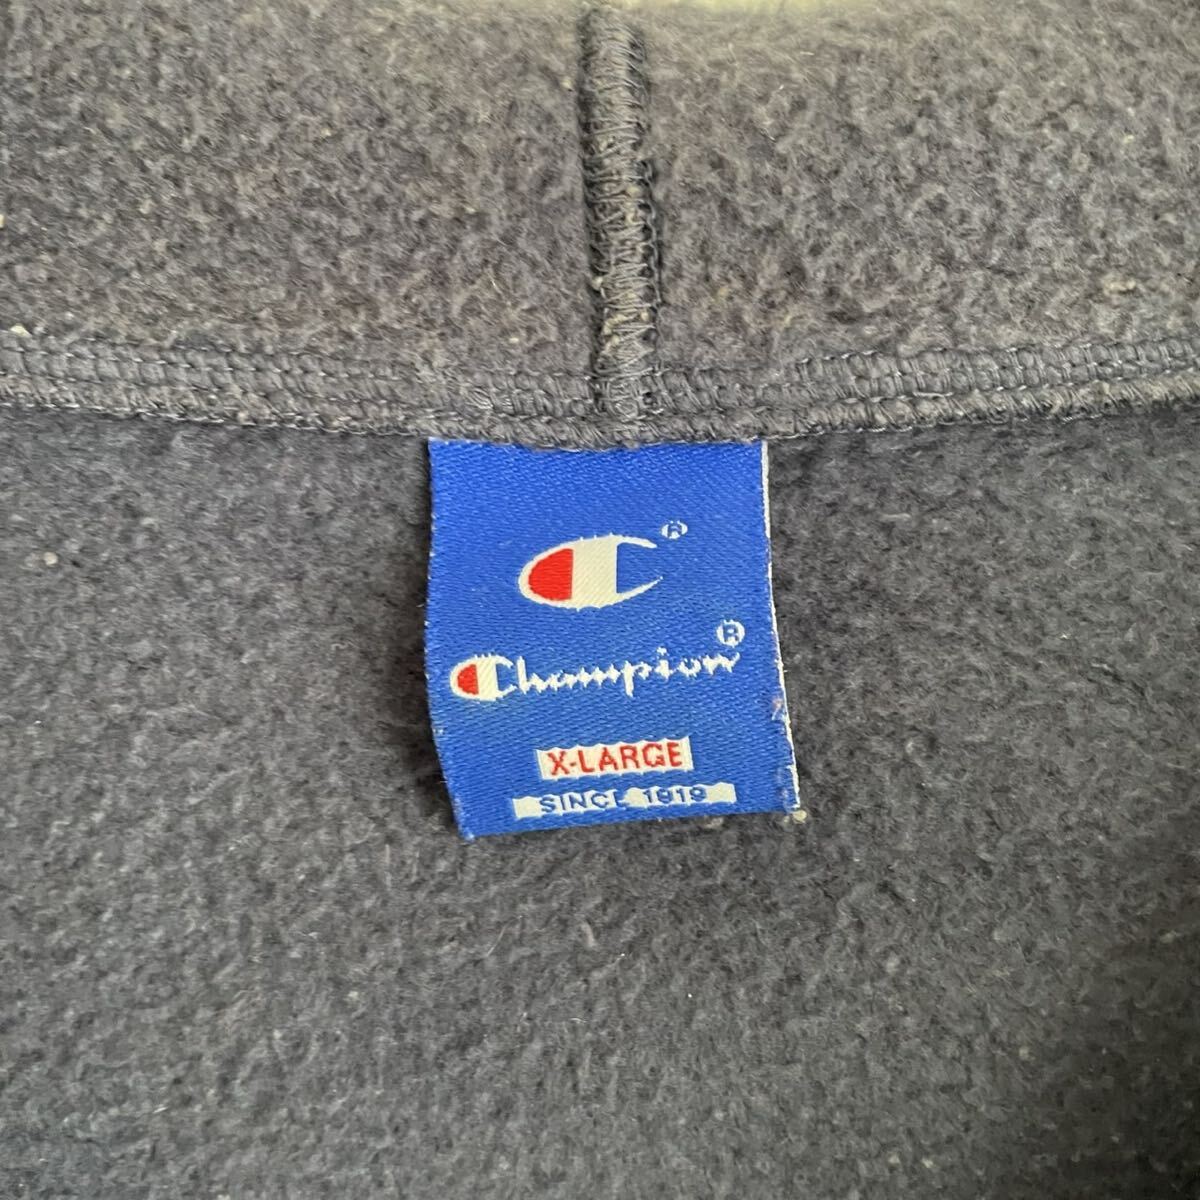 C®
Champion®
X-LARGE
SINCE 1919